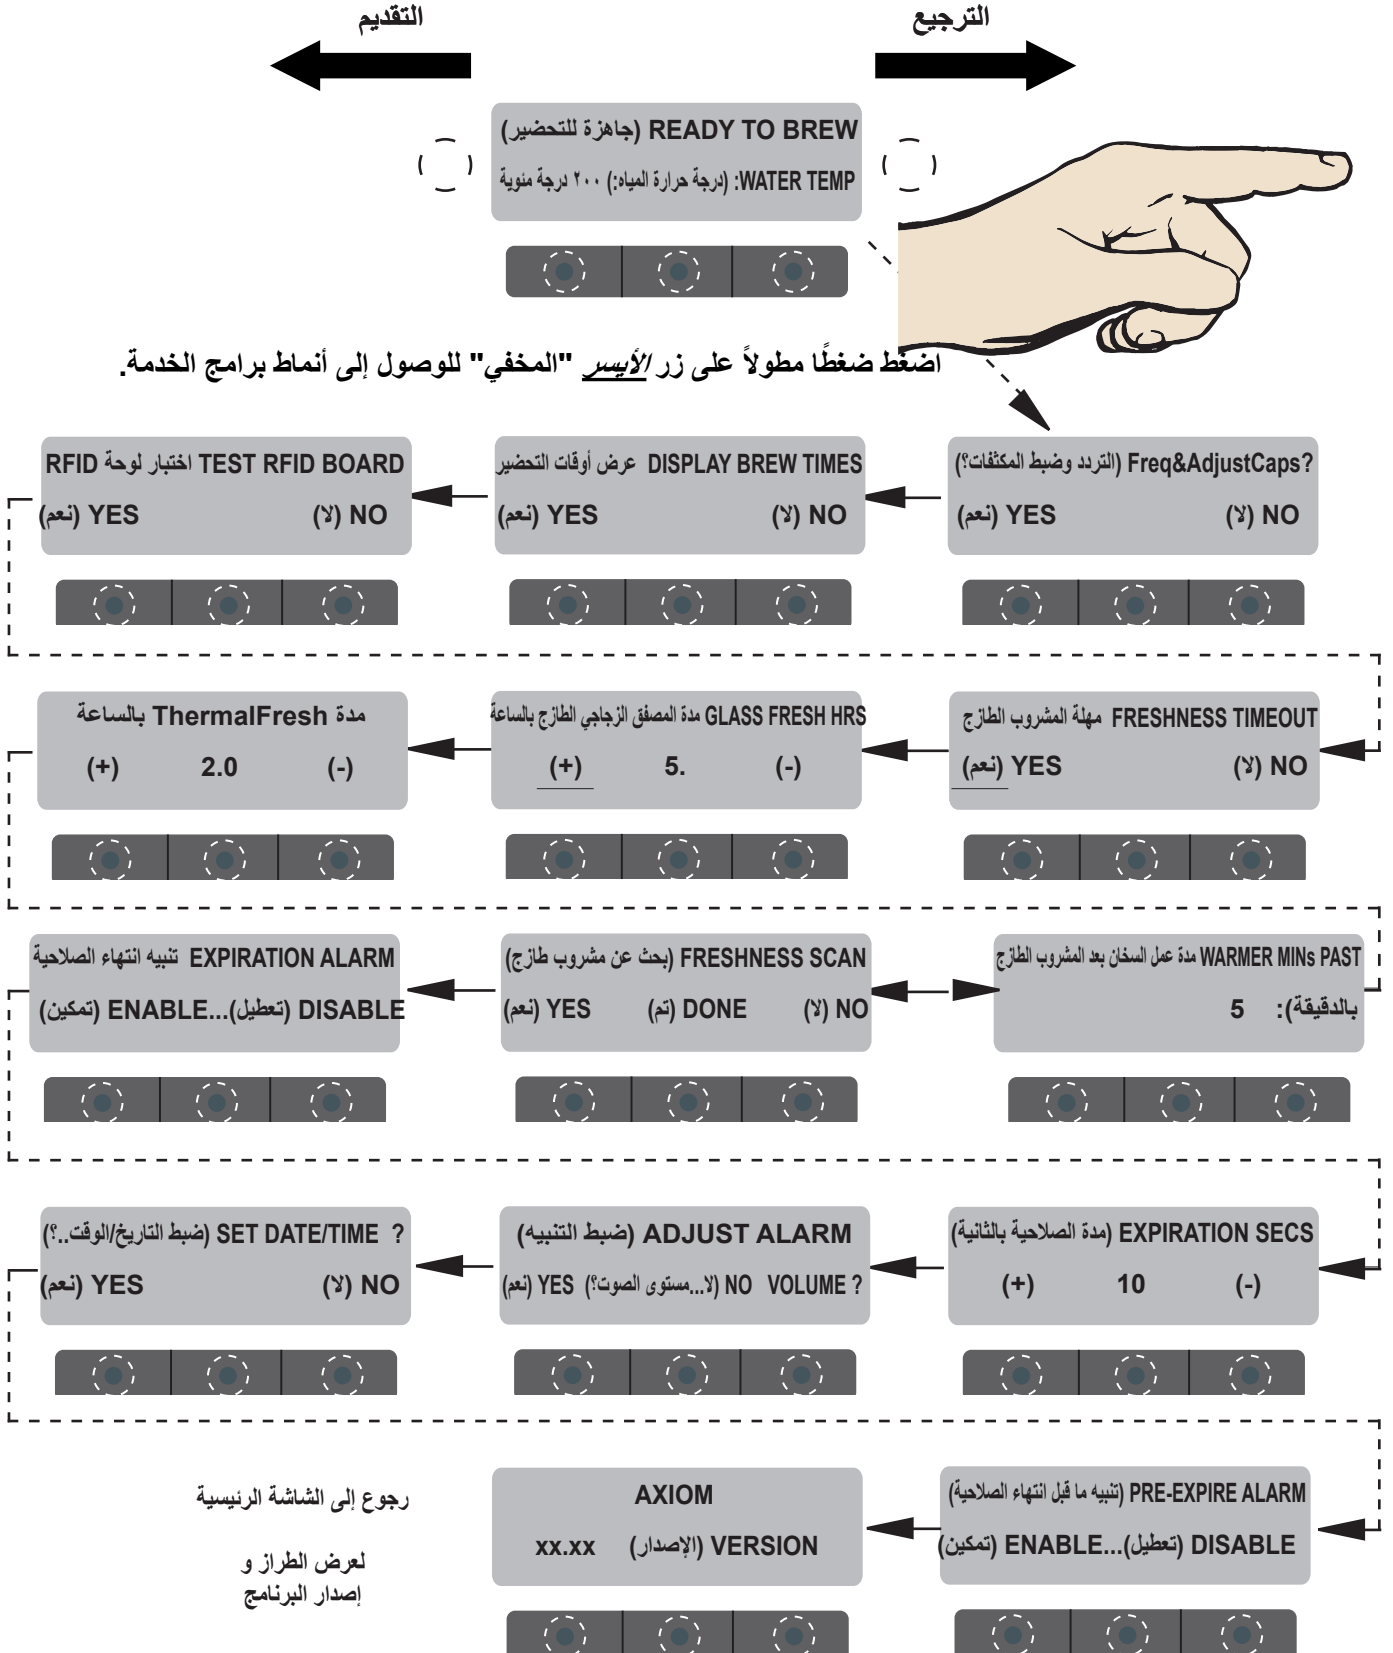 الترجيع
التقديم
READY TO BREW (جاهزة للتحضير)
WATER TEMP: (درجة حرارة المياه:) ٢٠٠ درجة مئوية
اضغط ضغطًا مطولاً على زر الأيسر "المخفي" للوصول إلى أنماط برامج الخدمة.
Freq&AdjustCaps? (التردد وضبط المكثفات؟)
NO (لا) YES (نعم)
DISPLAY BREW TIMES عرض أوقات التحضير
NO (لا) YES (نعم)
TEST RFID BOARD اختبار لوحة RFID
NO (لا) YES (نعم)
FRESHNESS TIMEOUT مهلة المشروب الطازج
NO (لا) YES (نعم)
GLASS FRESH HRS مدة المصفق الزجاجي الطازج بالساعة
(-) 5. (+)
مدة ThermalFresh بالساعة
(-) 2.0 (+)
WARMER MINs PAST مدة عمل السخان بعد المشروب الطازج
بالدقيقة): 5
FRESHNESS SCAN (بحث عن مشروب طازج)
NO (لا) DONE (تم) YES (نعم)
EXPIRATION ALARM تنبيه انتهاء الصلاحية
DISABLE (تعطيل)...ENABLE (تمكين)
EXPIRATION SECS (مدة الصلاحية بالثانية)
(-) 10 (+)
ADJUST ALARM (ضبط التنبيه)
VOLUME ? NO (لا...مستوى الصوت؟) YES (نعم)
SET DATE/TIME ? (ضبط التاريخ/الوقت..؟)
NO (لا) YES (نعم)
PRE-EXPIRE ALARM (تنبيه ما قبل انتهاء الصلاحية)
DISABLE (تعطيل)...ENABLE (تمكين)
AXIOM
VERSION (الإصدار) xx.xx
رجوع إلى الشاشة الرئيسية
لعرض الطراز و
إصدار البرنامج